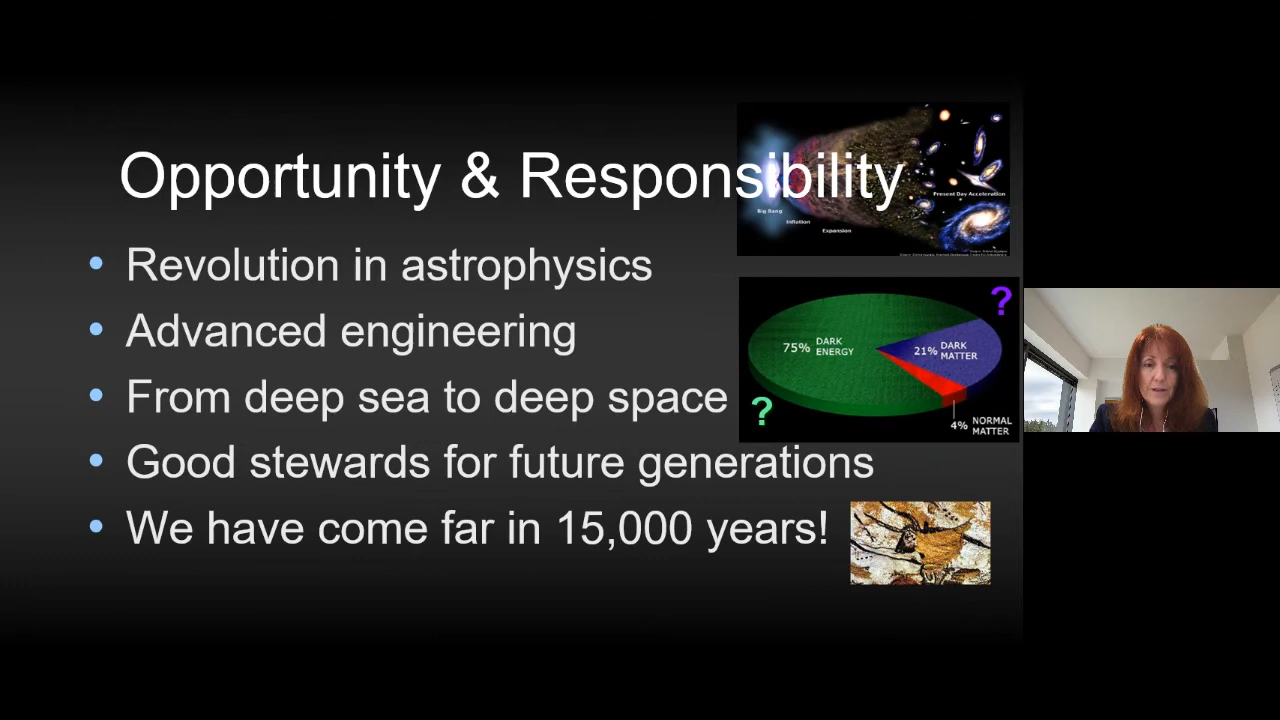 Opportunity & Responsibility
Big Bang
Inflation
Expansion
Present Day Acceleration
• Revolution in astrophysics
• Advanced engineering
• From deep sea to deep space
• Good stewards for future generations
• We have come far in 15,000 years!
?
75% DARK
ENERGY
21% DARK
MATTER
?
4% NORMAL
MATTER